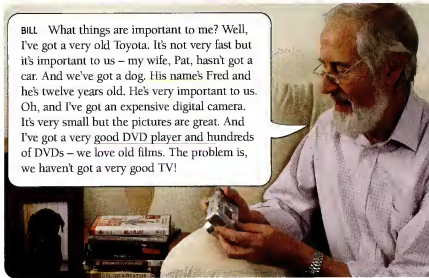 BILL What things are important to me? Well,
I've got a very old Toyota. It's not very fast but
it's important to us – my wife, Pat, hasn't got a
car. And we've got a dog. His name's Fred and
he's twelve years old. He's very important to us.
Oh, and I've got an expensive digital camera.
It's very small but the pictures are great. And
I've got a very good DVD player and hundreds
of DVDs – we love old films. The problem is,
we haven't got a very good TV!